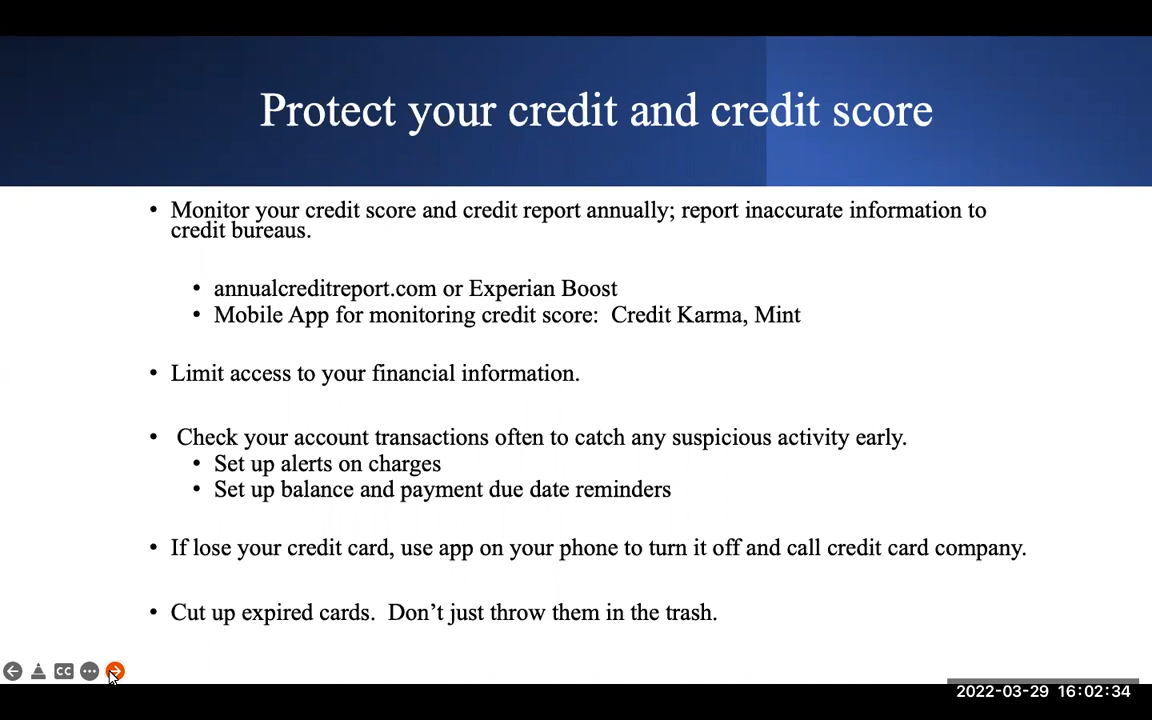 Protect your credit and credit score
• Monitor your credit score and credit report annually; report inaccurate information to
credit bureaus.
• annualcreditreport.com or Experian Boost
• Mobile App for monitoring credit score:  Credit Karma, Mint
• Limit access to your financial information.
• Check your account transactions often to catch any suspicious activity early.
• Set up alerts on charges
• Set up balance and payment due date reminders
• If lose your credit card, use app on your phone to turn it off and call credit card company.
• Cut up expired cards.  Don’t just throw them in the trash.
CC
2022-03-29 16:02:34